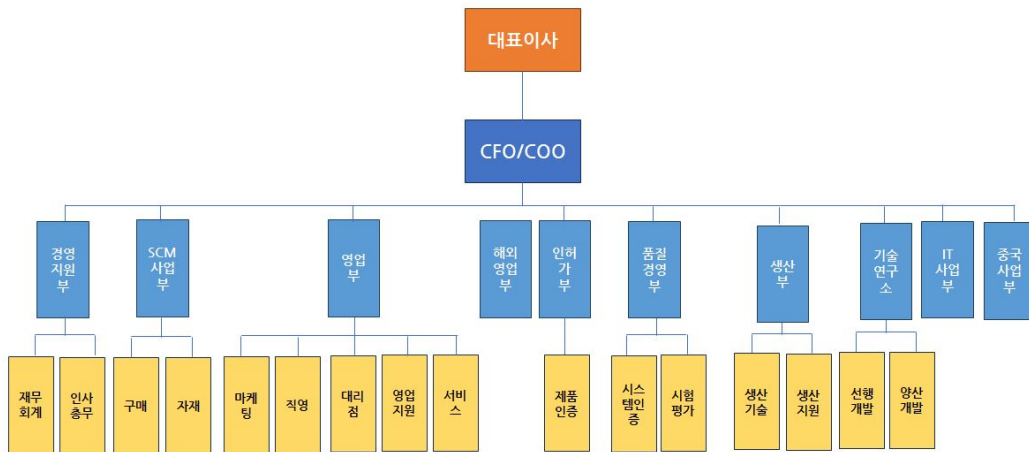 대표이사
CFO/COO
경영
지원
부
SCM
사업
부
영업
부
해외
영업
부
인허
가부
품질
경영
부
생산
부
기술
연구
소
IT
사업
부
중국
사업
부
재무
회계
인사
총무
구매
자재
마케
팅
직영
대리
점
영업
지원
서비
스
제품
인증
시스
템인
증
시험
평가
생산
기술
생산
지원
선행
개발
양산
개발